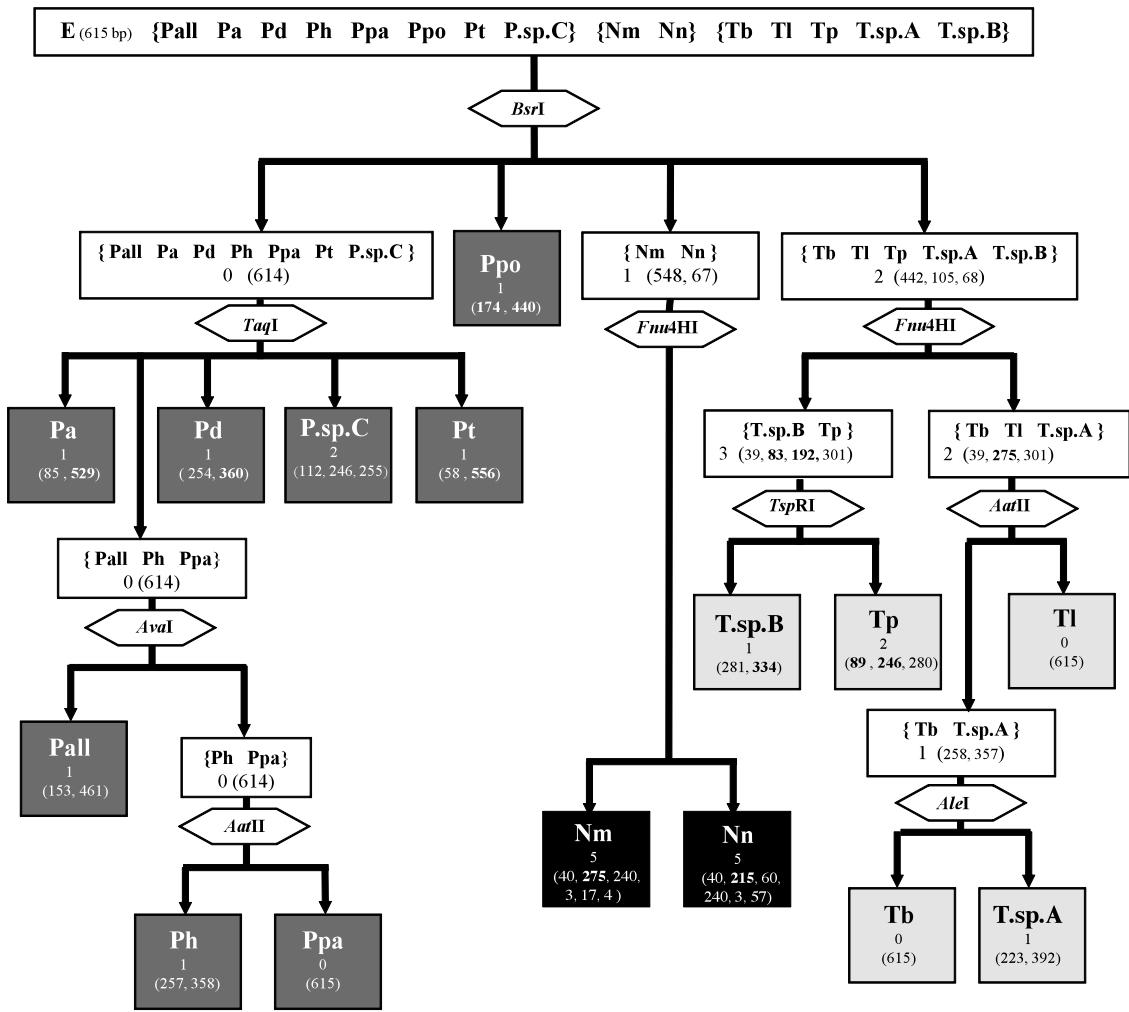 E (615 bp) {Pall Pa Pd Ph Ppa Ppo Pt P.sp.C} {Nm Nn} {Tb Tl Tp T.sp.A T.sp.B}
BsrI
{ Pall Pa Pd Ph Ppa Pt P.sp.C }
0 (614)
Ppo
1
(174 , 440)
{ Nm Nn}
1 (548, 67)
{ Tb Tl Tp T.sp.A T.sp.B}
2 (442, 105, 68)
TaqI
Fnu4HI
Fnu4HI
Pa
1
(85 , 529)
Pd
1
( 254, 360)
P.sp.C
2
(112, 246, 255)
Pt
1
(58 , 556)
{T.sp.B Tp }
3 (39, 83, 192, 301)
{ Tb Tl T.sp.A}
2 (39, 275, 301)
TspRI
AatII
{ Pall Ph Ppa}
0 (614)
AvaI
T.sp.B
1
(281, 334)
Tp
2
(89 , 246, 280)
Tl
0
(615)
Pall
1
(153, 461)
{Ph Ppa}
0 (614)
AatII
{ Tb T.sp.A }
1 (258, 357)
AleI
Nm
5
(40, 275, 240,
3, 17, 4 )
Nn
5
(40, 215, 60,
240, 3, 57)
Ph
1
(257, 358)
Ppa
0
(615)
Tb
0
(615)
T.sp.A
1
(223, 392)